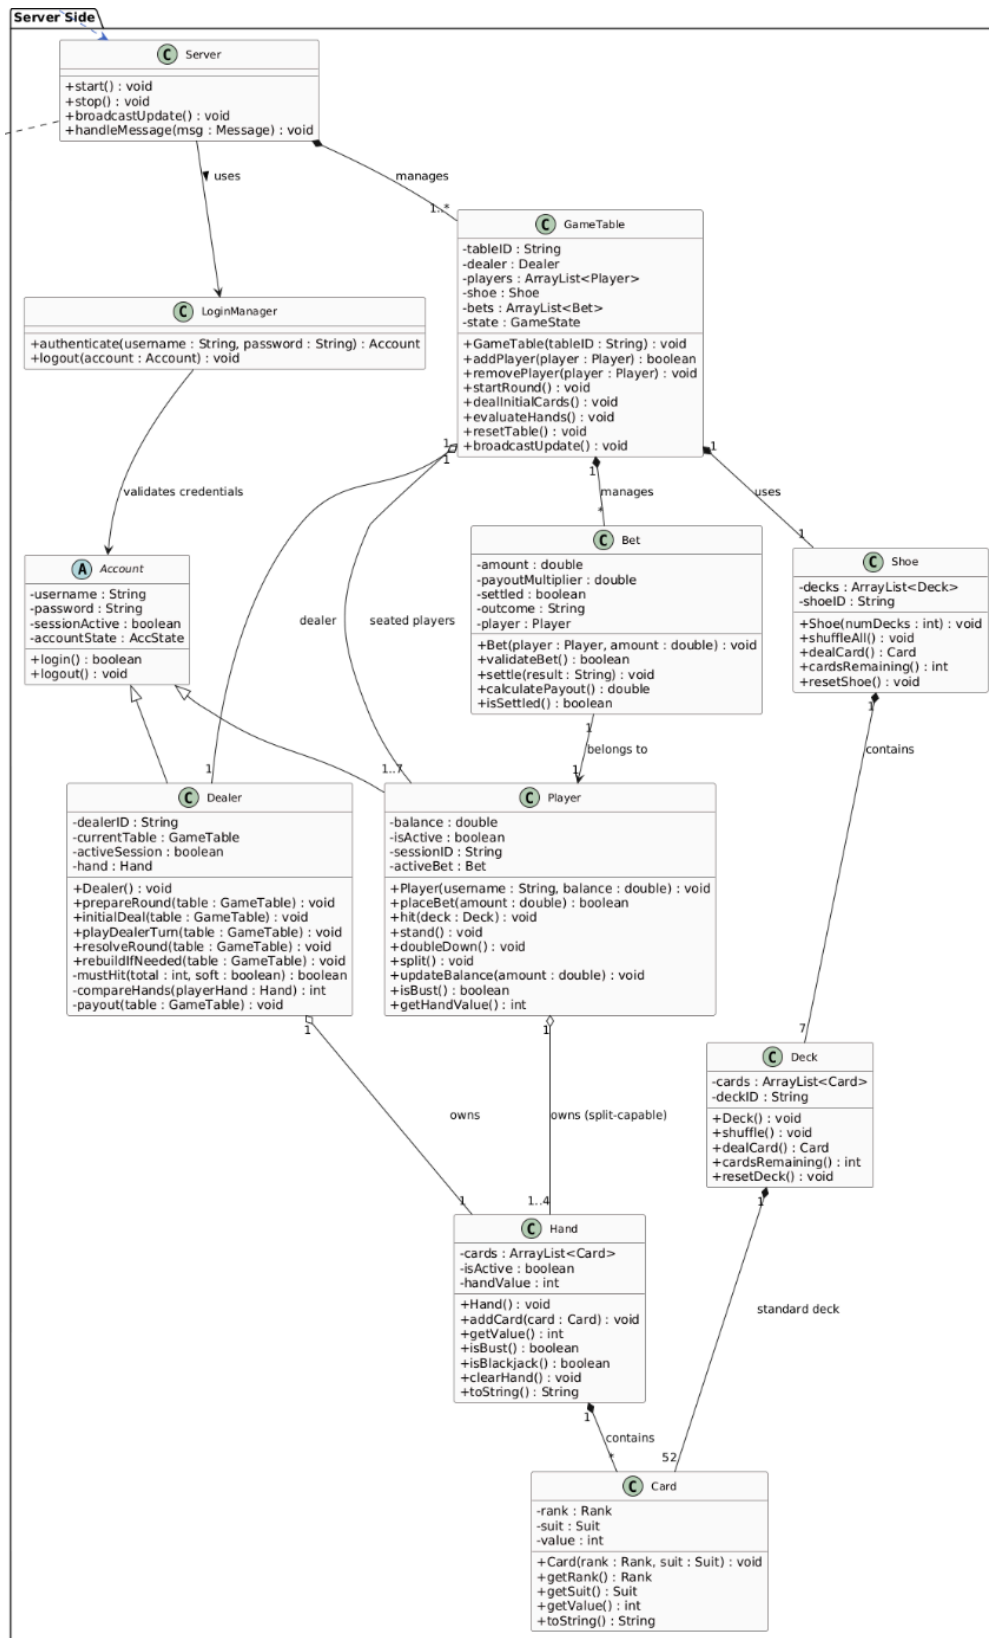 Server Side
C Server
+start() : void
+stop() : void
+broadcastUpdate() : void
+handleMessage(msg : Message) : void
uses
manages
1..*
C GameTable
-tableID : String
-dealer : Dealer
-players : ArrayList<Player>
-shoe : Shoe
-bets : ArrayList<Bet>
-state : GameState
+GameTable(tableID : String) : void
+addPlayer(player : Player) : boolean
+removePlayer(player : Player) : void
+startRound() : void
+dealInitialCards() : void
+evaluateHands() : void
+resetTable() : void
+broadcastUpdate() : void
C LoginManager
+authenticate(username : String, password : String) : Account
+logout(account : Account) : void
1
1
1
1
validates credentials
manages
uses
*
1
A Account
-username : String
-password : String
-sessionActive : boolean
-accountState : AccState
+login() : boolean
+logout() : void
dealer
seated players
C Bet
-amount : double
-payoutMultiplier : double
-settled : boolean
-outcome : String
-player : Player
+Bet(player : Player, amount : double) : void
+validateBet() : boolean
+settle(result : String) : void
+calculatePayout() : double
+isSettled() : boolean
C Shoe
-decks : ArrayList<Deck>
-shoeID : String
+Shoe(numDecks : int) : void
+shuffleAll() : void
+dealCard() : Card
+cardsRemaining() : int
+resetShoe() : void
1
1
belongs to
contains
1
1..7
1
C Dealer
-dealerID : String
-currentTable : GameTable
-activeSession : boolean
-hand : Hand
+Dealer() : void
+prepareRound(table : GameTable) : void
+initialDeal(table : GameTable) : void
+playDealerTurn(table : GameTable) : void
+resolveRound(table : GameTable) : void
+rebuildIfNeeded(table : GameTable) : void
-mustHit(total : int, soft : boolean) : boolean
-compareHands(playerHand : Hand) : int
-payout(table : GameTable) : void
C Player
-balance : double
-isActive : boolean
-sessionID : String
-activeBet : Bet
+Player(username : String, balance : double) : void
+placeBet(amount : double) : boolean
+hit(deck : Deck) : void
+stand() : void
+doubleDown() : void
+split() : void
+updateBalance(amount : double) : void
+isBust() : boolean
+getHandValue() : int
1
1
7
C Deck
-cards : ArrayList<Card>
-deckID : String
+Deck() : void
+shuffle() : void
+dealCard() : Card
+cardsRemaining() : int
+resetDeck() : void
owns
owns (split-capable)
1
1..4
1
C Hand
-cards : ArrayList<Card>
-isActive : boolean
-handValue : int
+Hand() : void
+addCard(card : Card) : void
+getValue() : int
+isBust() : boolean
+isBlackjack() : boolean
+clearHand() : void
+toString() : String
standard deck
1
contains
*
52
C Card
-rank : Rank
-suit : Suit
-value : int
+Card(rank : Rank, suit : Suit) : void
+getRank() : Rank
+getSuit() : Suit
+getValue() : int
+toString() : String